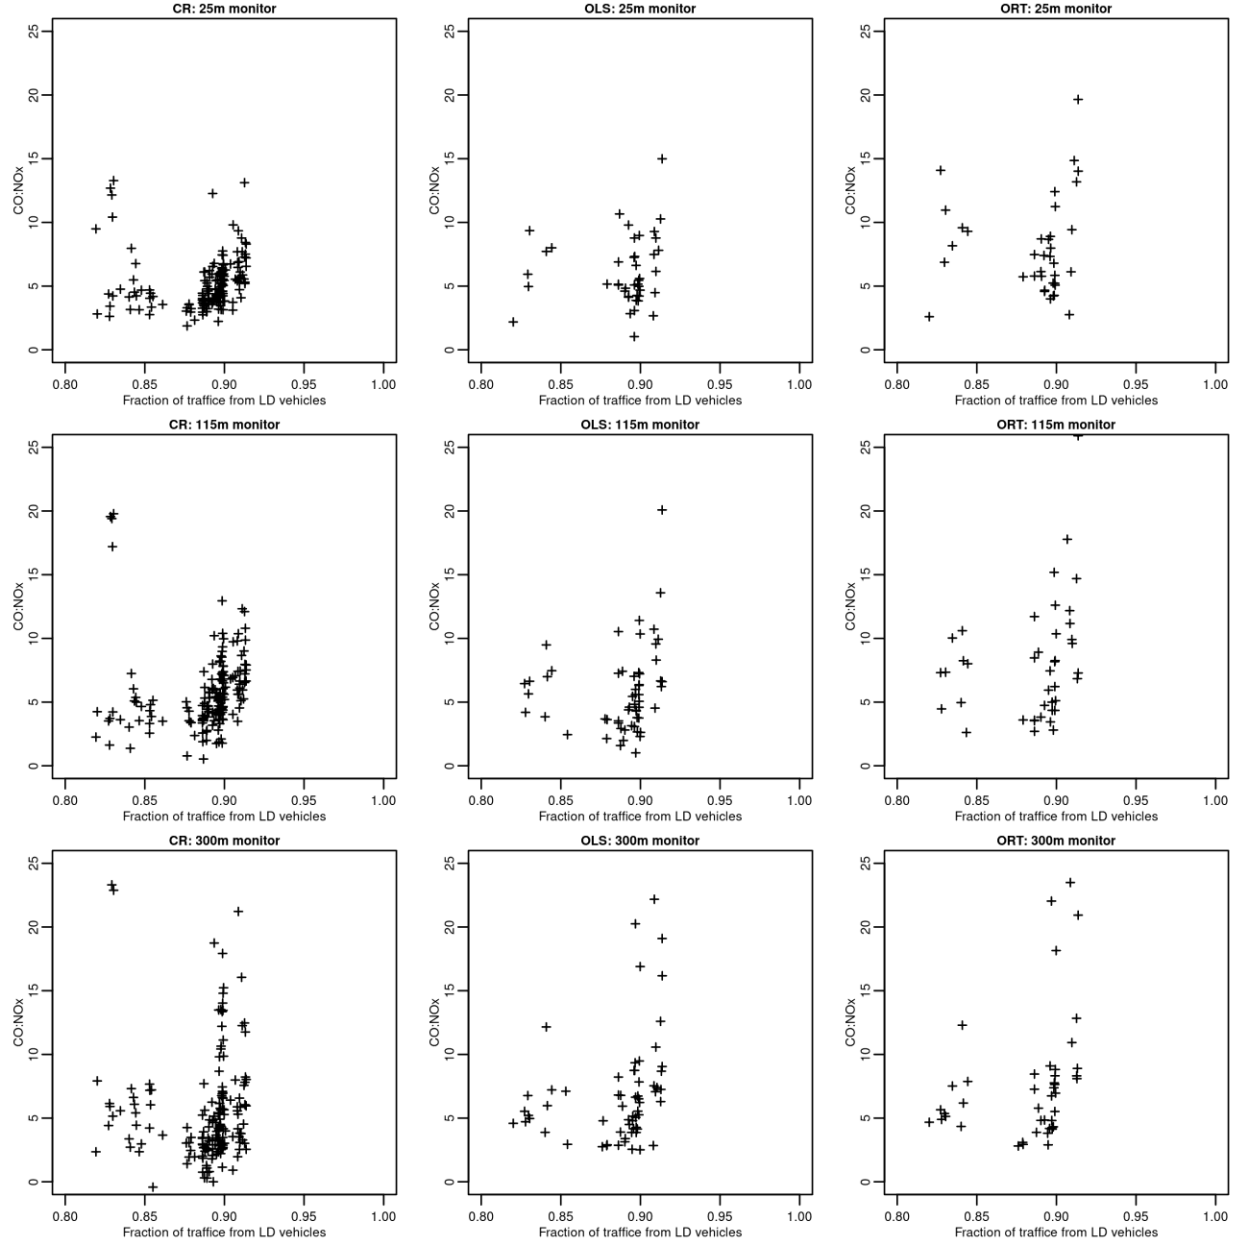 CR: 25m monitor
OLS: 25m monitor
ORT: 25m monitor
CO:NOx
0 5 10 15 20 25
0.80 0.85 0.90 0.95 1.00
Fraction of traffice from LD vehicles
CO:NOx
0 5 10 15 20 25
0.80 0.85 0.90 0.95 1.00
Fraction of traffice from LD vehicles
CO:NOx
0 5 10 15 20 25
0.80 0.85 0.90 0.95 1.00
Fraction of traffice from LD vehicles
CR: 115m monitor
OLS: 115m monitor
ORT: 115m monitor
CO:NOx
0 5 10 15 20 25
0.80 0.85 0.90 0.95 1.00
Fraction of traffice from LD vehicles
CO:NOx
0 5 10 15 20 25
0.80 0.85 0.90 0.95 1.00
Fraction of traffice from LD vehicles
CO:NOx
0 5 10 15 20 25
0.80 0.85 0.90 0.95 1.00
Fraction of traffice from LD vehicles
CR: 300m monitor
OLS: 300m monitor
ORT: 300m monitor
CO:NOx
0 5 10 15 20 25
0.80 0.85 0.90 0.95 1.00
Fraction of traffice from LD vehicles
CO:NOx
0 5 10 15 20 25
0.80 0.85 0.90 0.95 1.00
Fraction of traffice from LD vehicles
CO:NOx
0 5 10 15 20 25
0.80 0.85 0.90 0.95 1.00
Fraction of traffice from LD vehicles